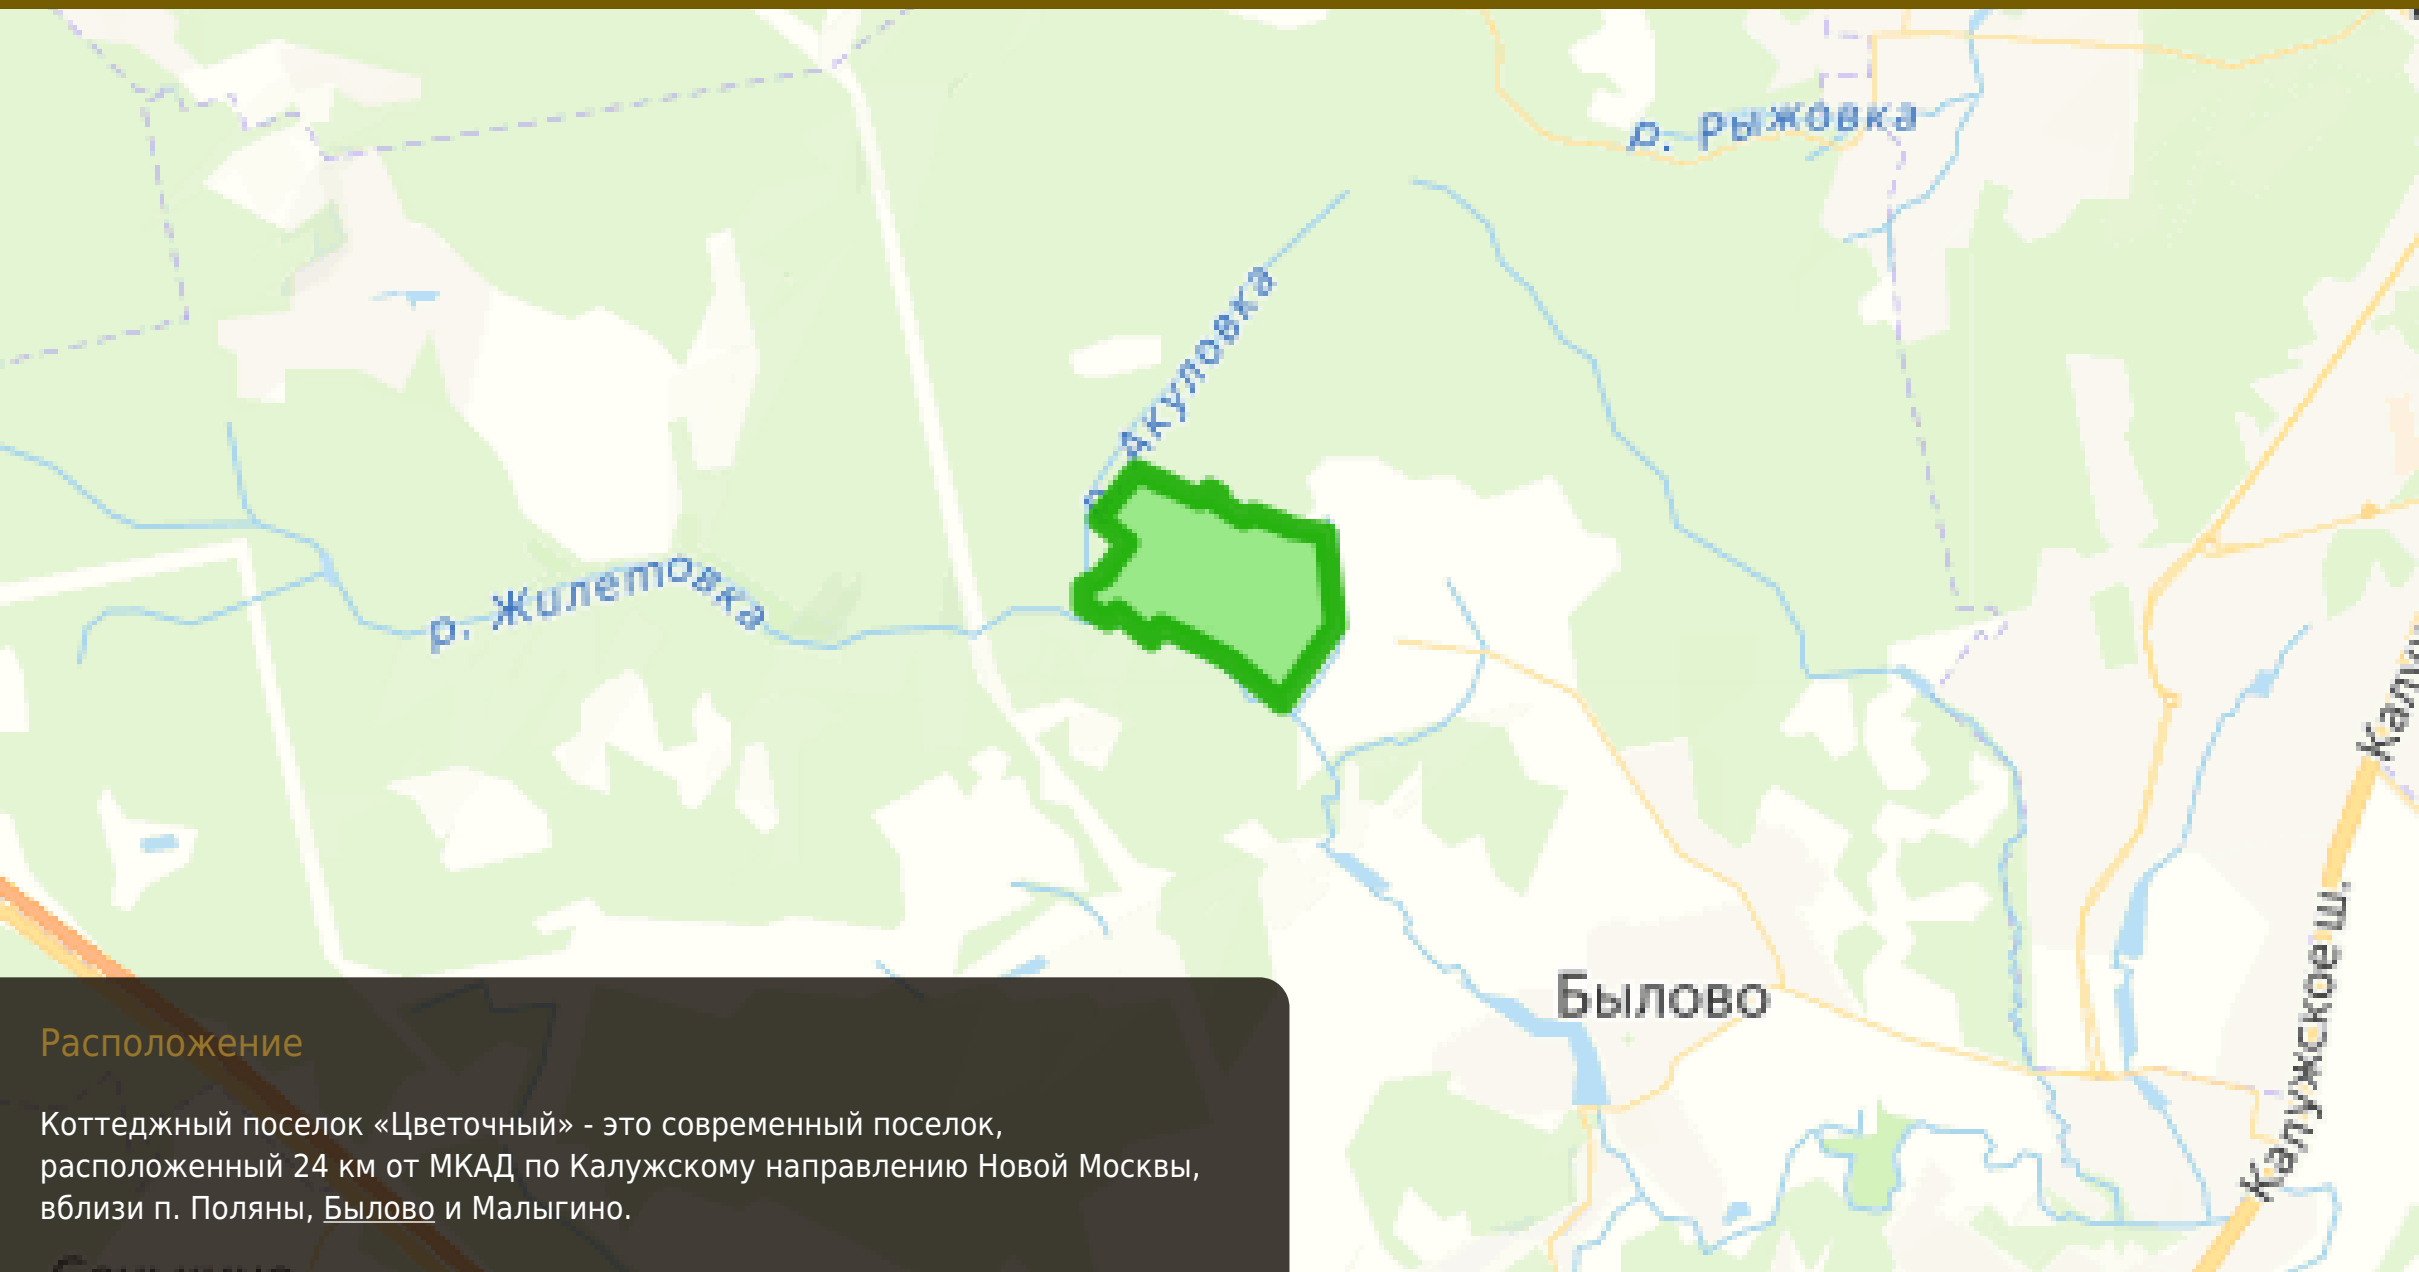 р. Рыжовка
р. Акуловка
р. Жилетовка
Былово
Калужское ш.
Расположение
Коттеджный поселок «Цветочный» - это современный поселок,
расположенный 24 км от МКАД по Калужскому направлению Новой Москвы,
вблизи п. Поляны, Былово и Малыгино.